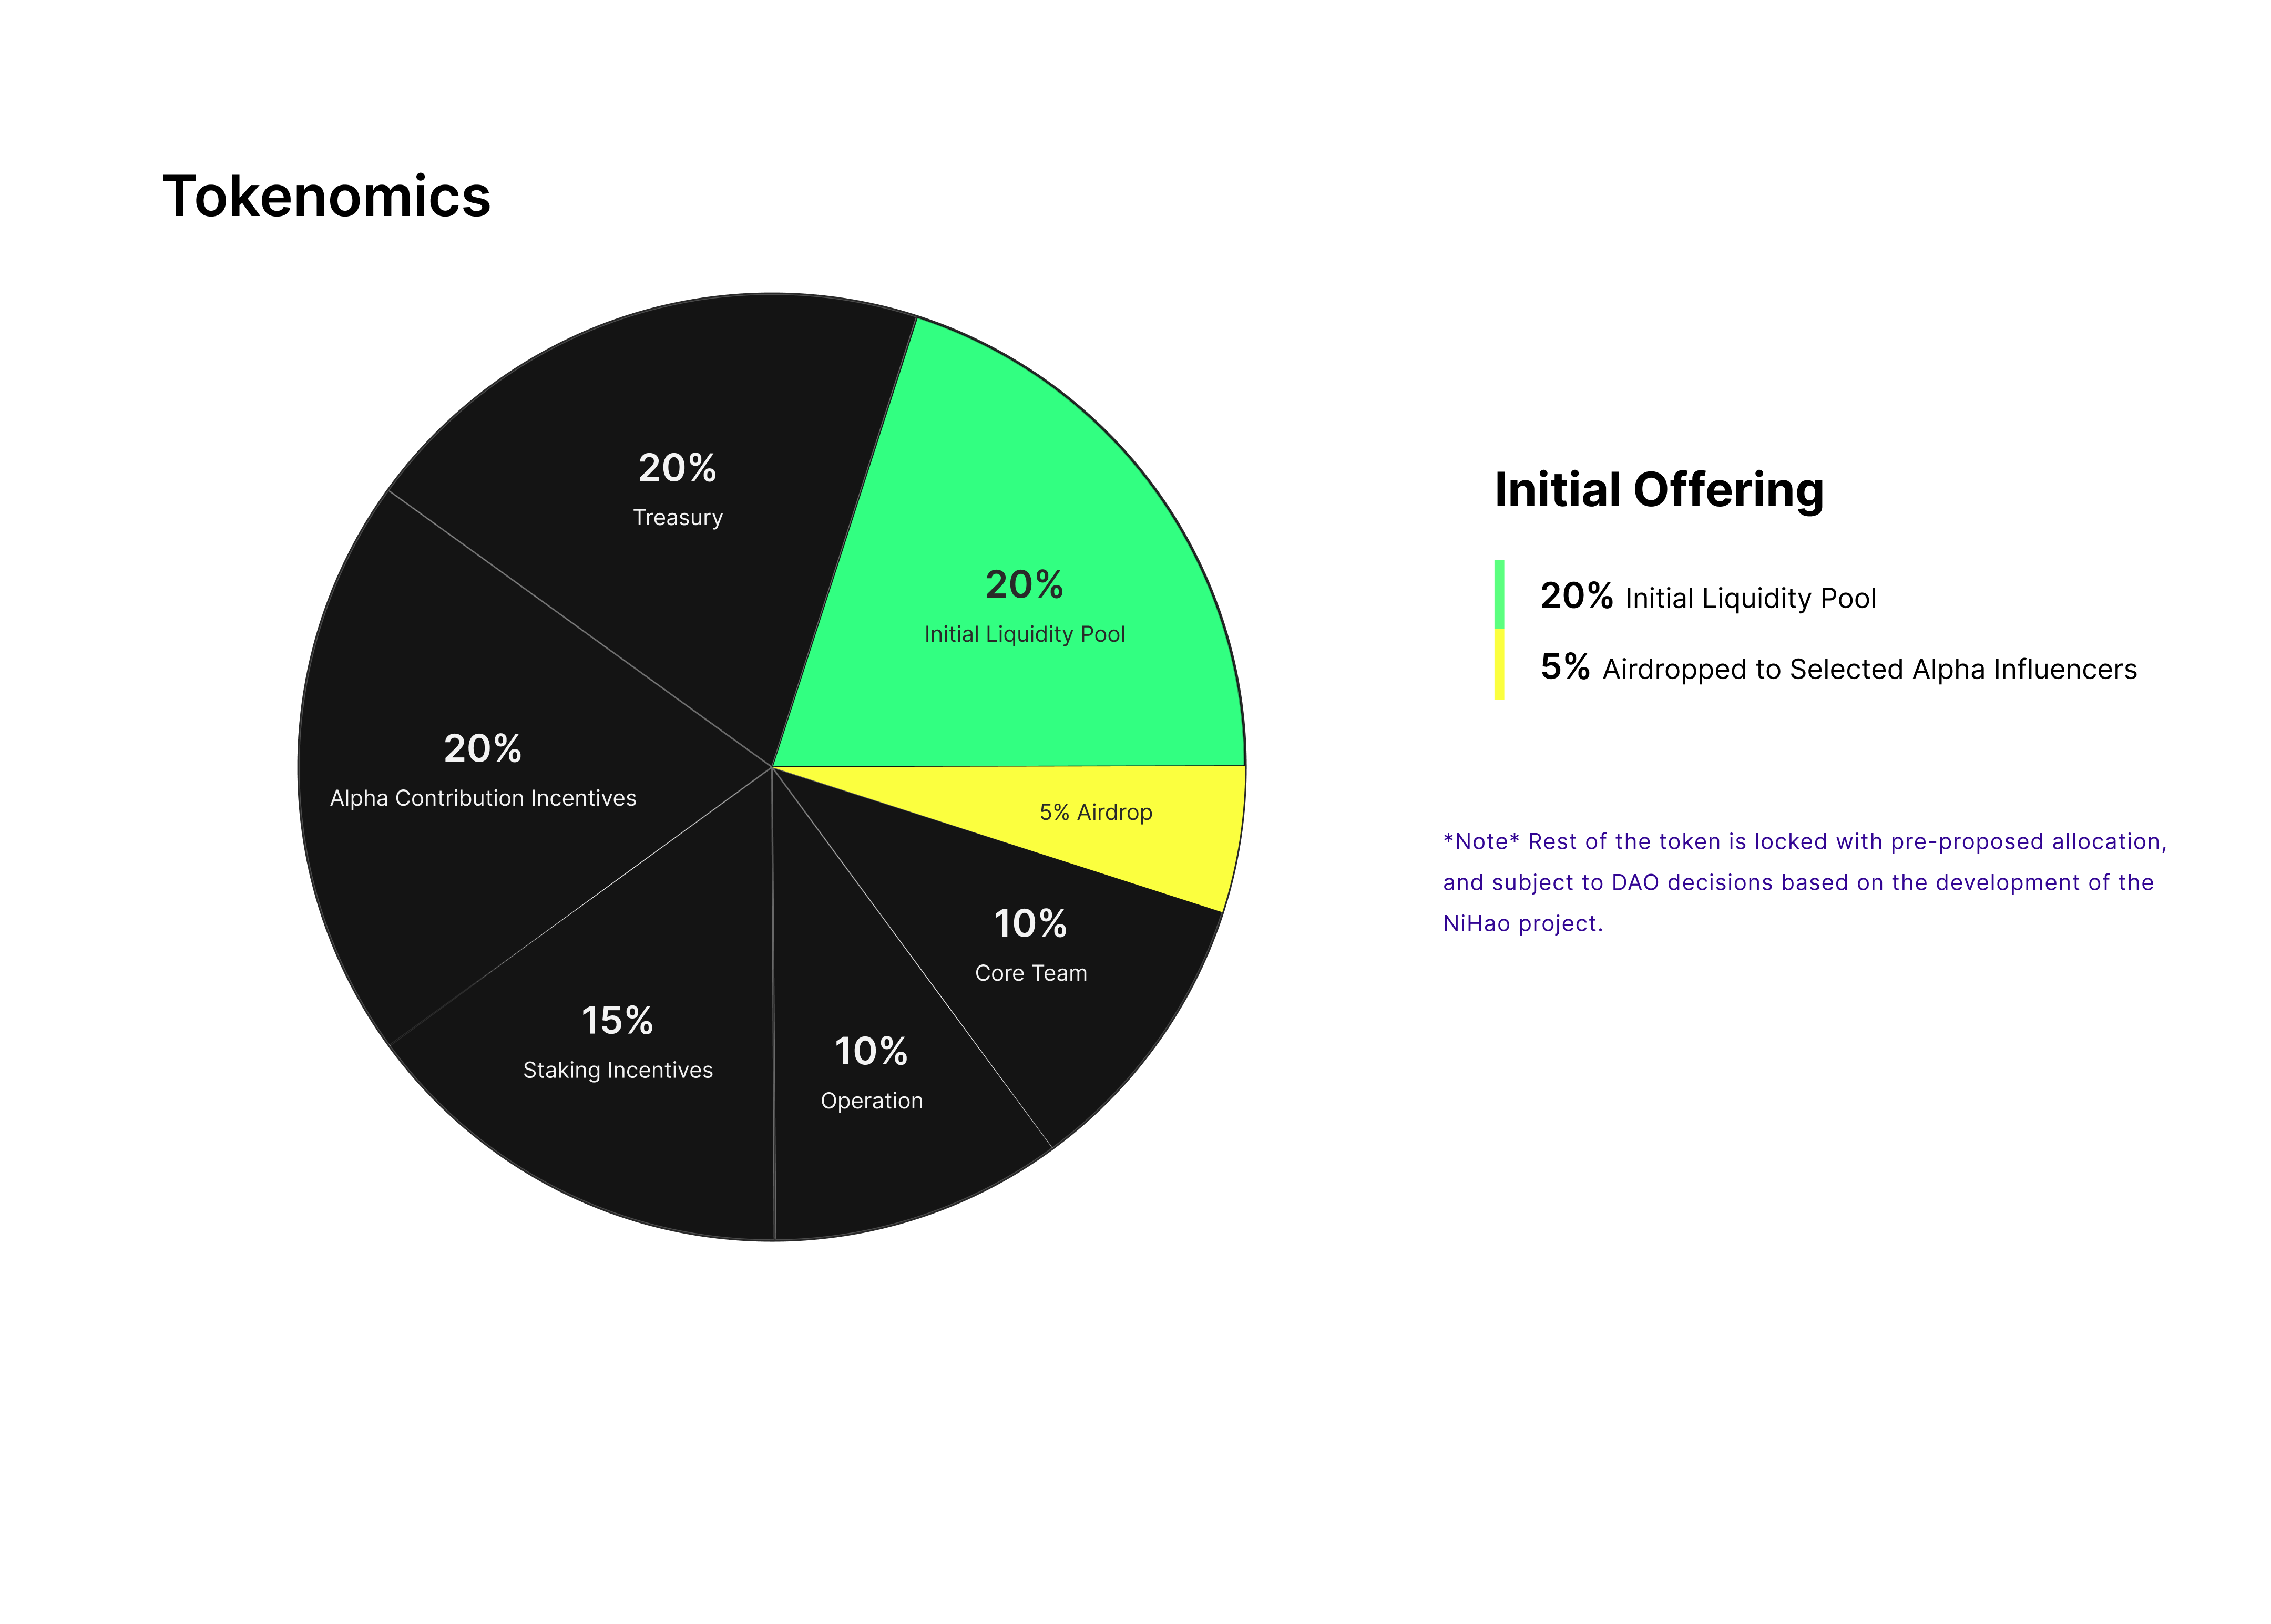 Tokenomics
20%
Treasury
20%
Initial Liquidity Pool
20%
Alpha Contribution Incentives
5% Airdrop
10%
Core Team
15%
Staking Incentives
10%
Operation
Initial Offering
20% Initial Liquidity Pool
5% Airdropped to Selected Alpha Influencers
*Note* Rest of the token is locked with pre-proposed allocation,
and subject to DAO decisions based on the development of the
NiHao project.